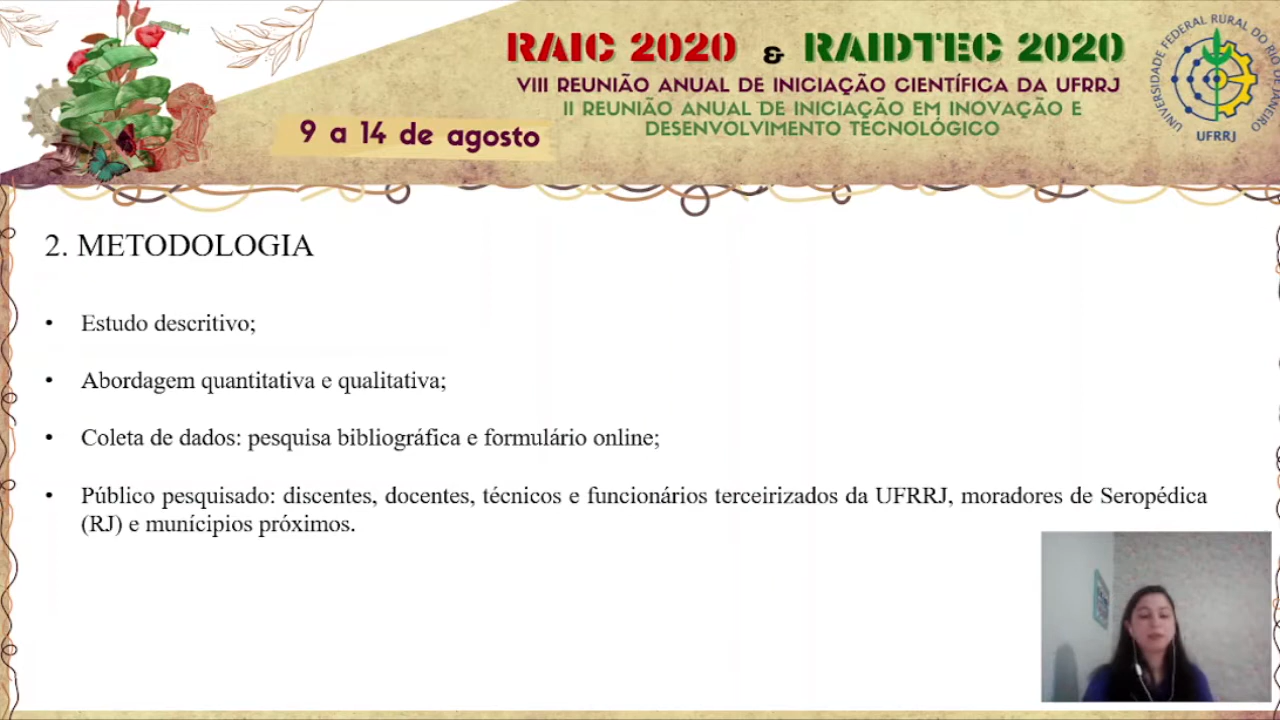 RAIC 2020 & RAIDTEC 2020
VIII REUNIÃO ANUAL DE INICIAÇÃO CIENTÍFICA DA UFRRJ
II REUNIÃO ANUAL DE INICIAÇÃO EM INOVAÇÃO E
DESENVOLVIMENTO TECNOLÓGICO
9 a 14 de agosto
UNIVERSIDADE FEDERAL RURAL DO RIO DE JANEIRO
UFRRJ
2. METODOLOGIA
• Estudo descritivo;
• Abordagem quantitativa e qualitativa;
• Coleta de dados: pesquisa bibliográfica e formulário online;
• Público pesquisado: discentes, docentes, técnicos e funcionários terceirizados da UFRRJ, moradores de Seropédica
(RJ) e munícipios próximos.